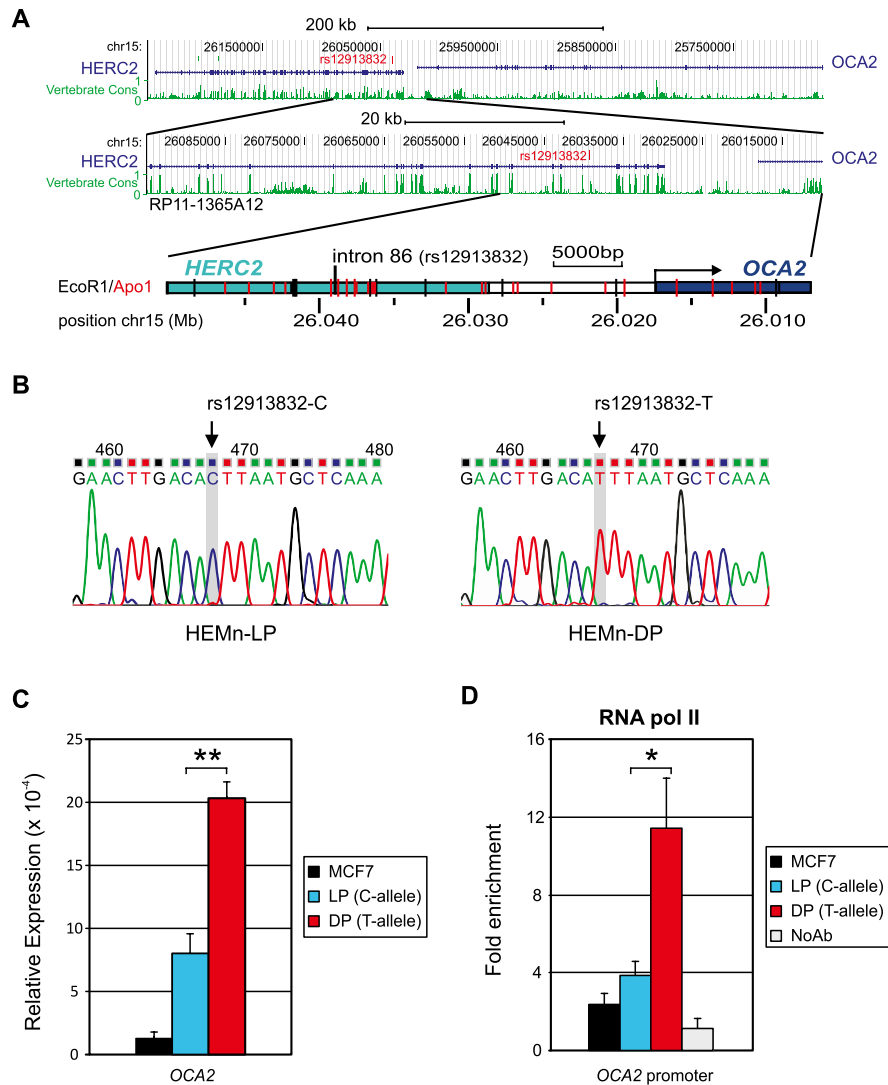 A
200 kb
chr15: 26150000 26050000 25950000 25850000 25750000
rs12913832
HERC2 OCA2
Vertebrate Cons 1 0
20 kb
chr15: 26085000 26075000 26065000 26055000 26045000 26035000 26025000 26015000
rs12913832
HERC2 OCA2
Vertebrate Cons 1 0
RP11-1365A12
intron 86 (rs12913832) 5000bp
HERC2 OCA2
EcoR1/Apo1
position chr15 (Mb) 26.040 26.030 26.020 26.010
B
rs12913832-C rs12913832-T
460 470 480 460 470
GAACTTGACACTTAATGCTCAAA GAACTTGACATTTAATGCTCAAA
HEMn-LP HEMn-DP
C
Relative Expression (x 10-4)
25
20
15
10
5
0
**
OCA2
MCF7
LP (C-allele)
DP (T-allele)
D
RNA pol II
Fold enrichment
16
12
8
4
0
*
OCA2 promoter
MCF7
LP (C-allele)
DP (T-allele)
NoAb